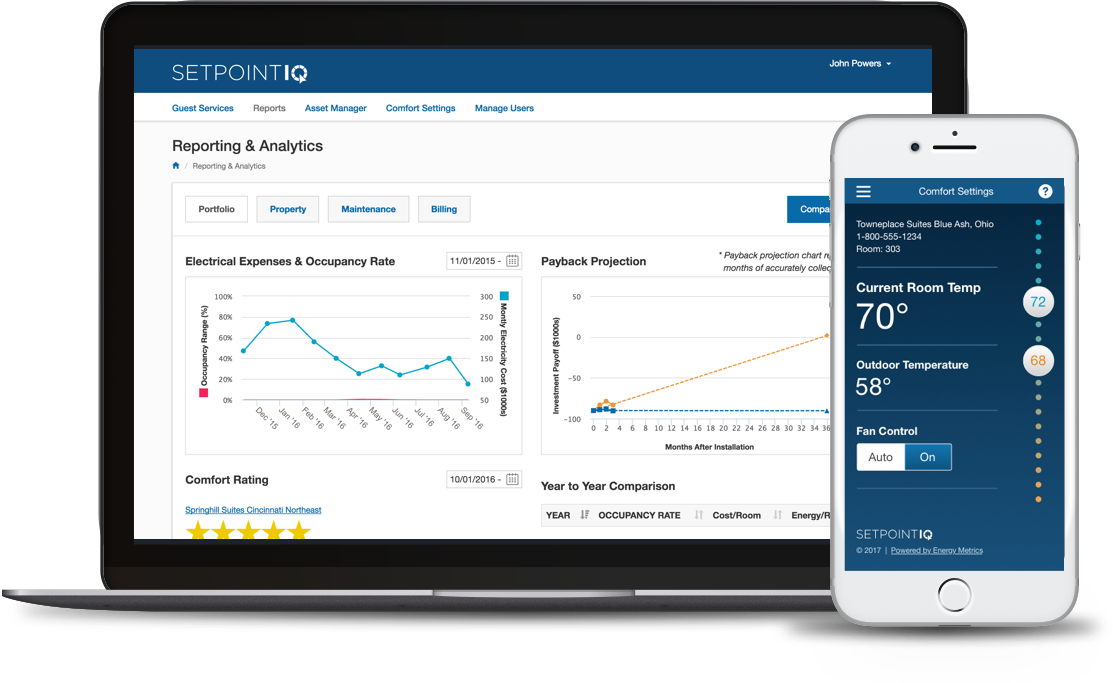 SETPOINTIQ
John Powers
Guest Services Reports Asset Manager Comfort Settings Manage Users
Reporting & Analytics
/ Reporting & Analytics
Portfolio Property Maintenance Billing
Electrical Expenses & Occupancy Rate
11/01/2015 -
Occupancy Range (%)
100%
80%
60%
40%
20%
0%
300
250
200
150
100
50
Montly Electricity Cost ($1000s)
Dec '15 Jan '16 Feb '16 Mar '16 Apr '16 May '16 Jun '16 Jul '16 Aug '16 Sep '16
Payback Projection
* Payback projection chart
months of accurately
Investment Payoff ($1000s)
50
0
−50
−100
0 2 4 6 8 10 12 14 16 18 20 22 24 26 28 30 32 34 36
Months After Installation
Comfort Rating
10/01/2016 -
Springhill Suites Cincinnati Northeast
Year to Year Comparison
YEAR OCCUPANCY RATE Cost/Room
Comfort Settings
?
Towneplace Suites Blue Ash, Ohio
1-800-555-1234
Room: 303
Current Room Temp
70°
72
68
Outdoor Temperature
58°
Fan Control
Auto On
SETPOINTIQ
© 2017 | Powered by Energy Metrics